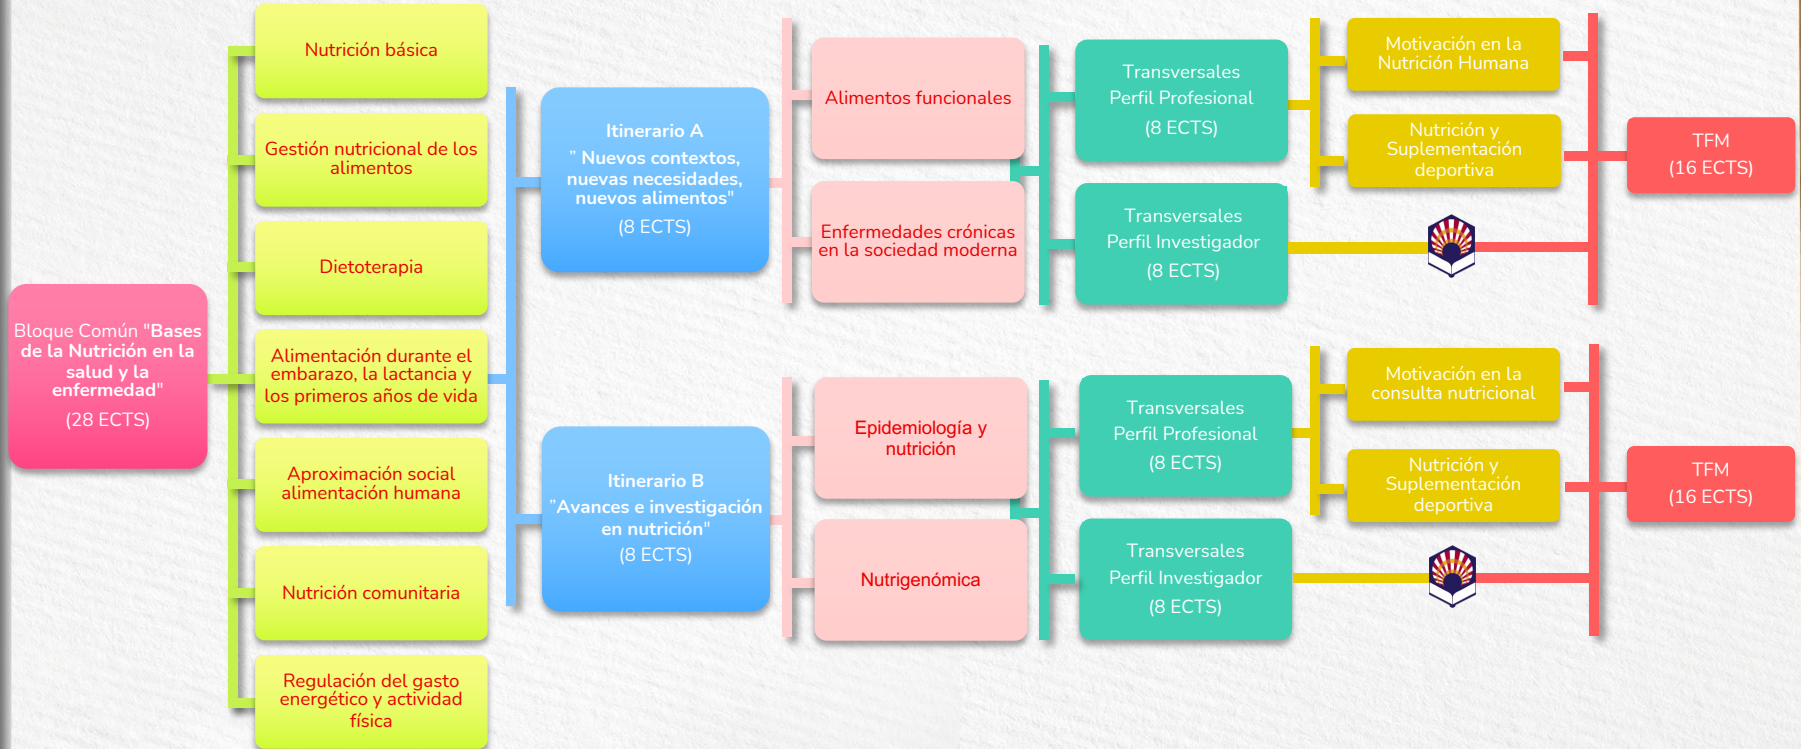 Bloque Común "Bases
de la Nutrición en la
salud y la
enfermedad"
(28 ECTS)
Nutrición básica
Gestión nutricional de los
alimentos
Dietoterapia
Alimentación durante el
embarazo, la lactancia y
los primeros años de vida
Aproximación social
alimentación humana
Nutrición comunitaria
Regulación del gasto
energético y actividad
física
Itinerario A
" Nuevos contextos,
nuevas necesidades,
nuevos alimentos"
(8 ECTS)
Alimentos funcionales
Enfermedades crónicas
en la sociedad moderna
Transversales
Perfil Profesional
(8 ECTS)
Transversales
Perfil Investigador
(8 ECTS)
Motivación en la
Nutrición Humana
Nutrición y
Suplementación
deportiva
TFM
(16 ECTS)
Itinerario B
"Avances e investigación
en nutrición"
(8 ECTS)
Epidemiología y
nutrición
Nutrigenómica
Transversales
Perfil Profesional
(8 ECTS)
Transversales
Perfil Investigador
(8 ECTS)
Motivación en la
consulta nutricional
Nutrición y
Suplementación
deportiva
TFM
(16 ECTS)